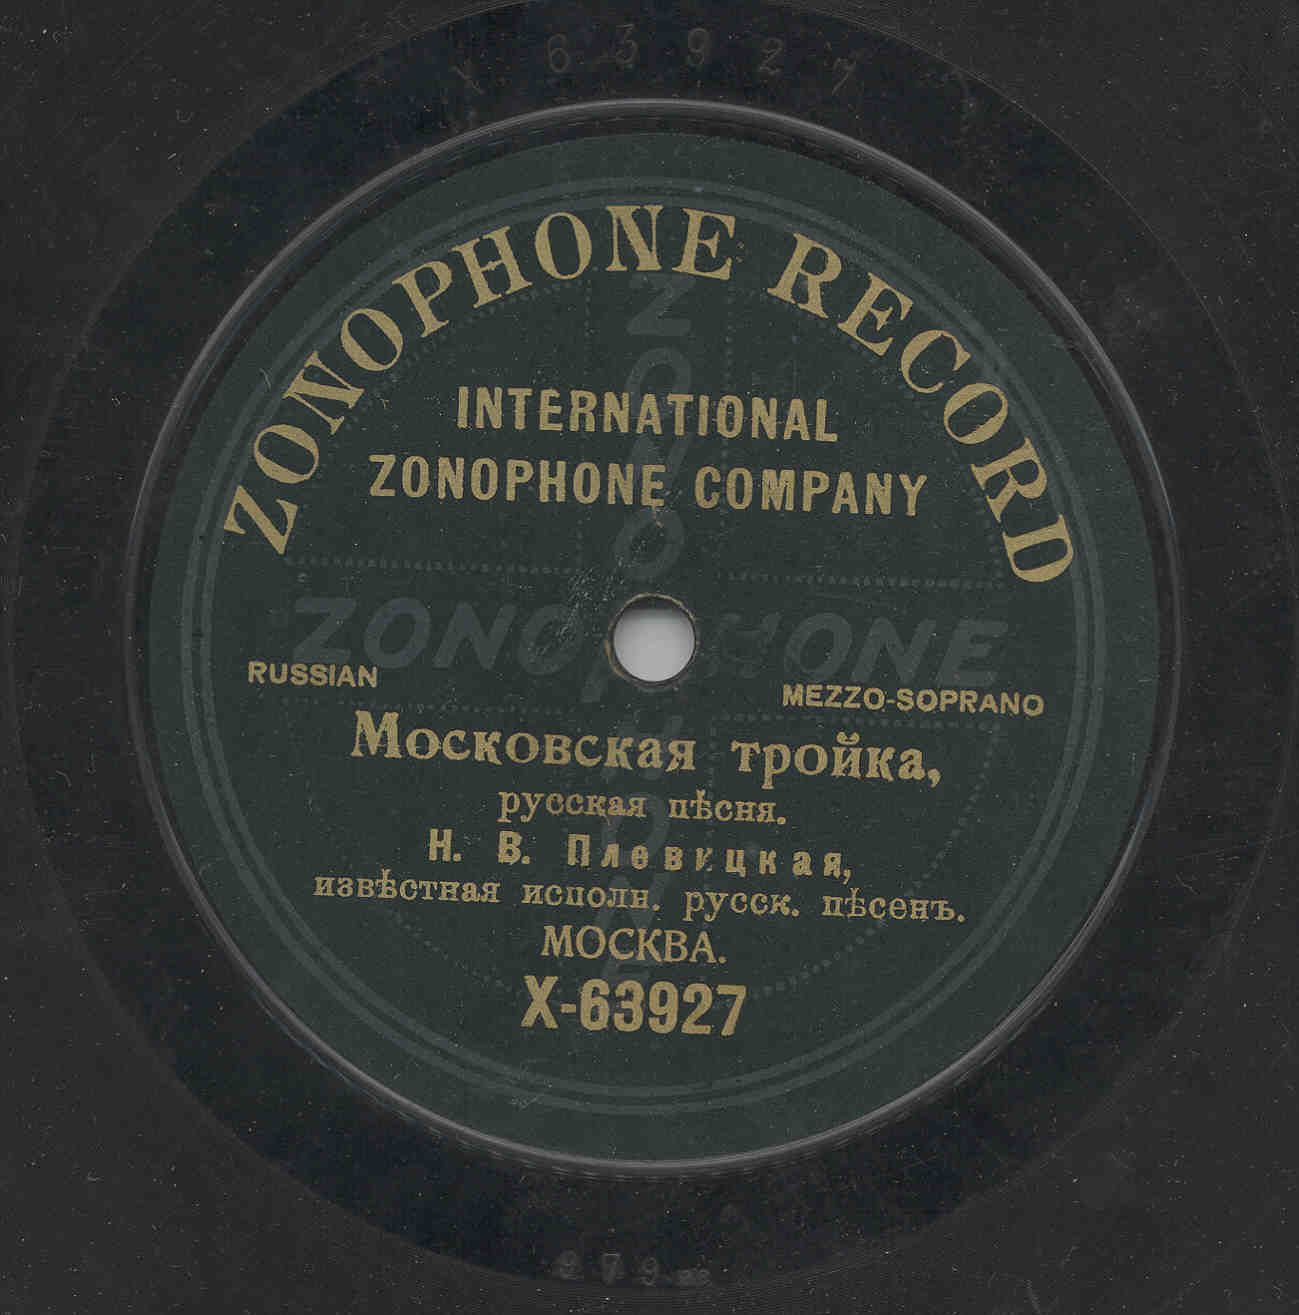 X 63927
ZONOPHONE RECORD
INTERNATIONAL
ZONOPHONE COMPANY
ZONOPHONE
ZONOPHONE
RUSSIAN
MEZZO-SOPRANO
Московская тройка,
русская пѣсня.
Н. В. Плевицкая,
извѣстная исполн. русск. пѣсенъ.
МОСКВА.
X-63927